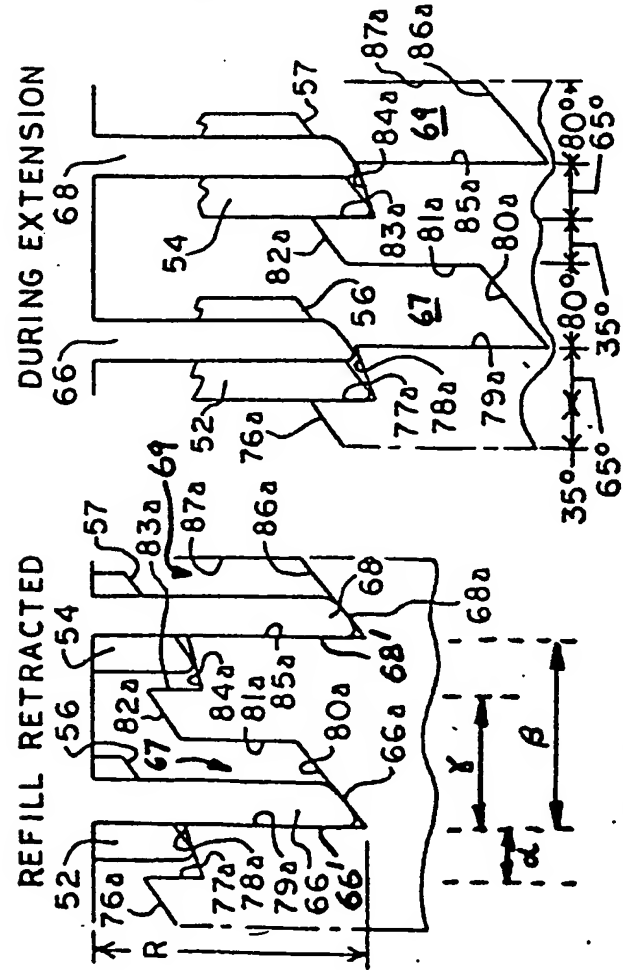 REFILL RETRACTED
52
56
54
57
76a
67
82a
83a
69
77a
78a
79a
66
66'
84a
81a
85a
80a
66a
87a
86a
68
68'
68a
R
α
γ
β
DURING EXTENSION
66
68
52
54
76a
56
82a
57
77a
78a
67
83a
84a
69
87a
86a
79a
81a
80a
85a
35°
65°
80°
35°
65°
80°